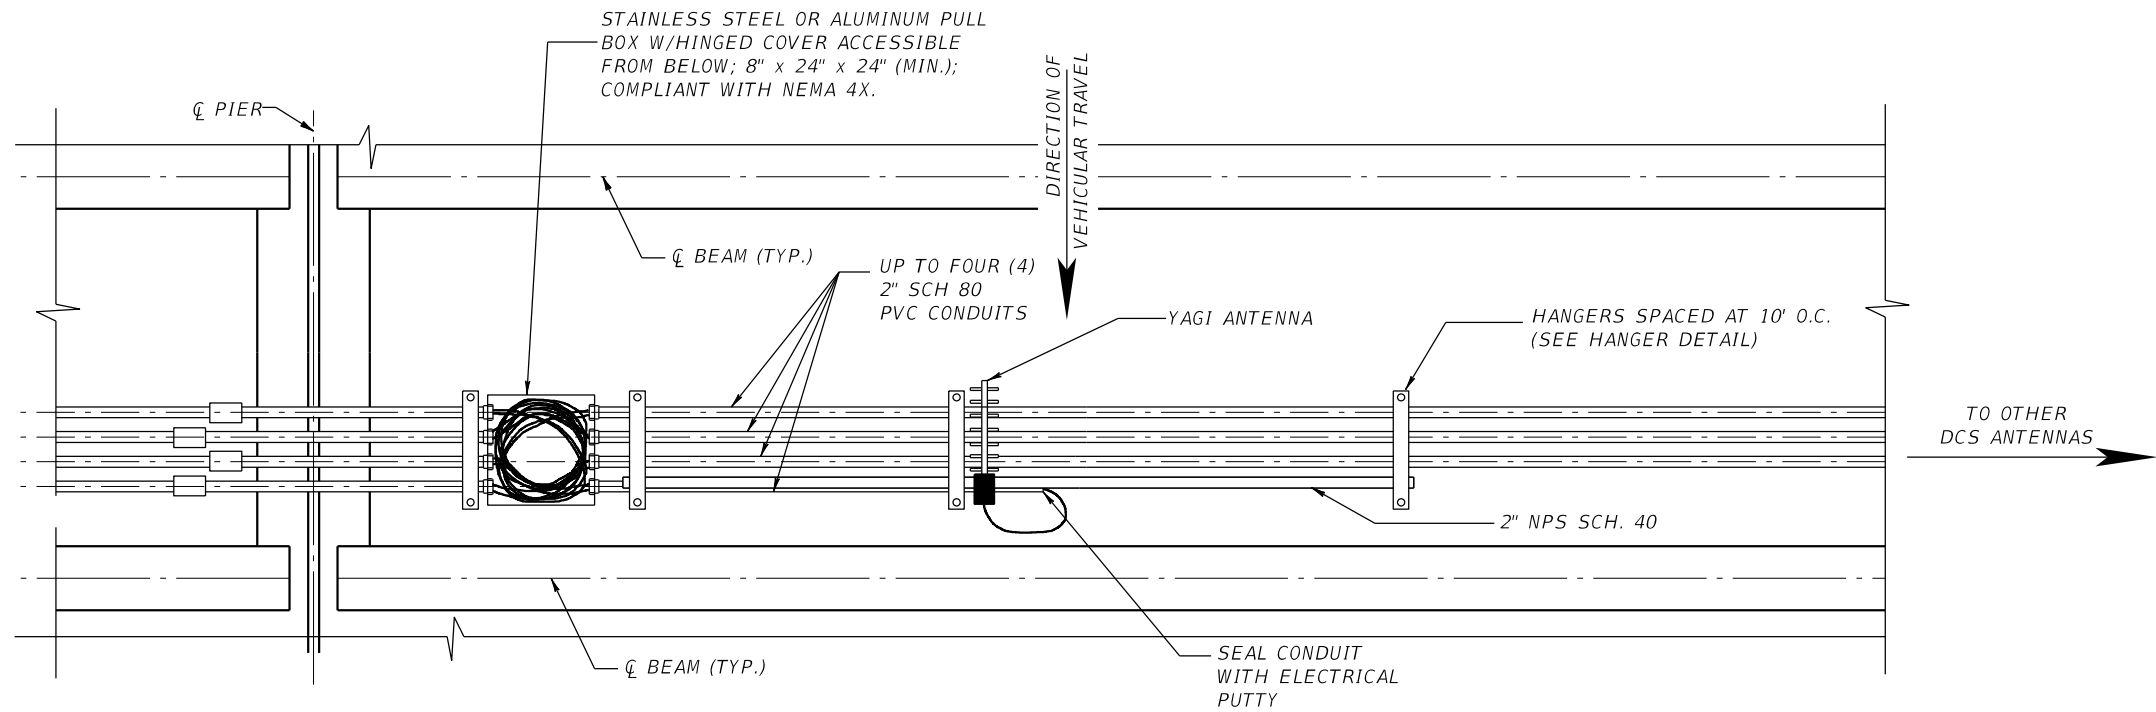 STAINLESS STEEL OR ALUMINUM PULL
BOX W/HINGED COVER ACCESSIBLE
FROM BELOW; 8" x 24" x 24" (MIN.);
COMPLIANT WITH NEMA 4X.
℄ PIER
DIRECTION OF
VEHICULAR TRAVEL
℄ BEAM (TYP.)
UP TO FOUR (4)
2" SCH 80
PVC CONDUITS
YAGI ANTENNA
HANGERS SPACED AT 10' O.C.
(SEE HANGER DETAIL)
TO OTHER
DCS ANTENNAS
2" NPS SCH. 40
℄ BEAM (TYP.)
SEAL CONDUIT
WITH ELECTRICAL
PUTTY